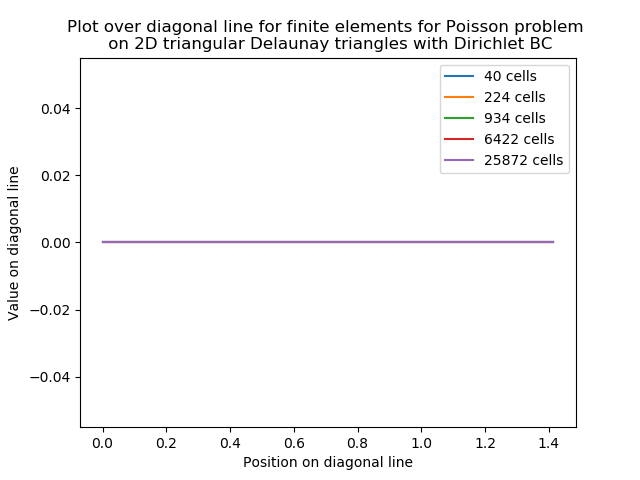 Plot over diagonal line for finite elements for Poisson problem
on 2D triangular Delaunay triangles with Dirichlet BC
40 cells
224 cells
934 cells
6422 cells
25872 cells
0.04
0.02
0.00
−0.02
−0.04
Value on diagonal line
0.0 0.2 0.4 0.6 0.8 1.0 1.2 1.4
Position on diagonal line